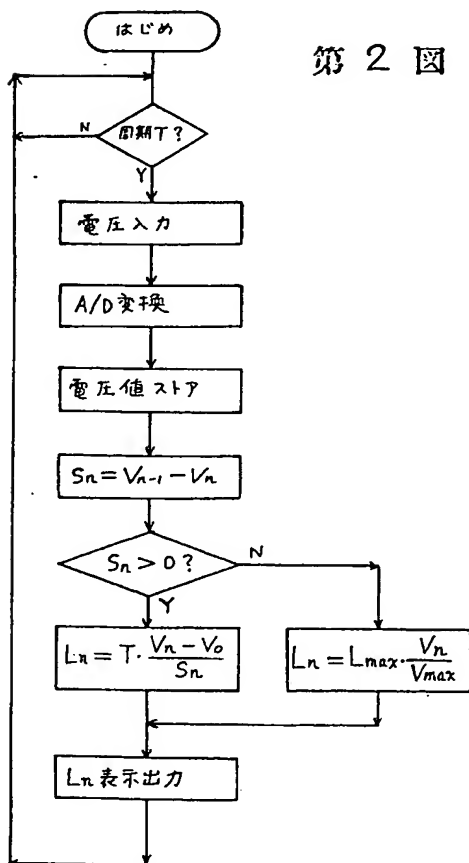 はじめ
第2図
周期T?
N
Y
電圧入力
A/D変換
電圧値ストア
Sn=Vn-1-Vn
Sn>0?
N
Y
Ln=T・Vn-V0/Sn
Ln=Lmax・Vn/Vmax
Ln表示出力